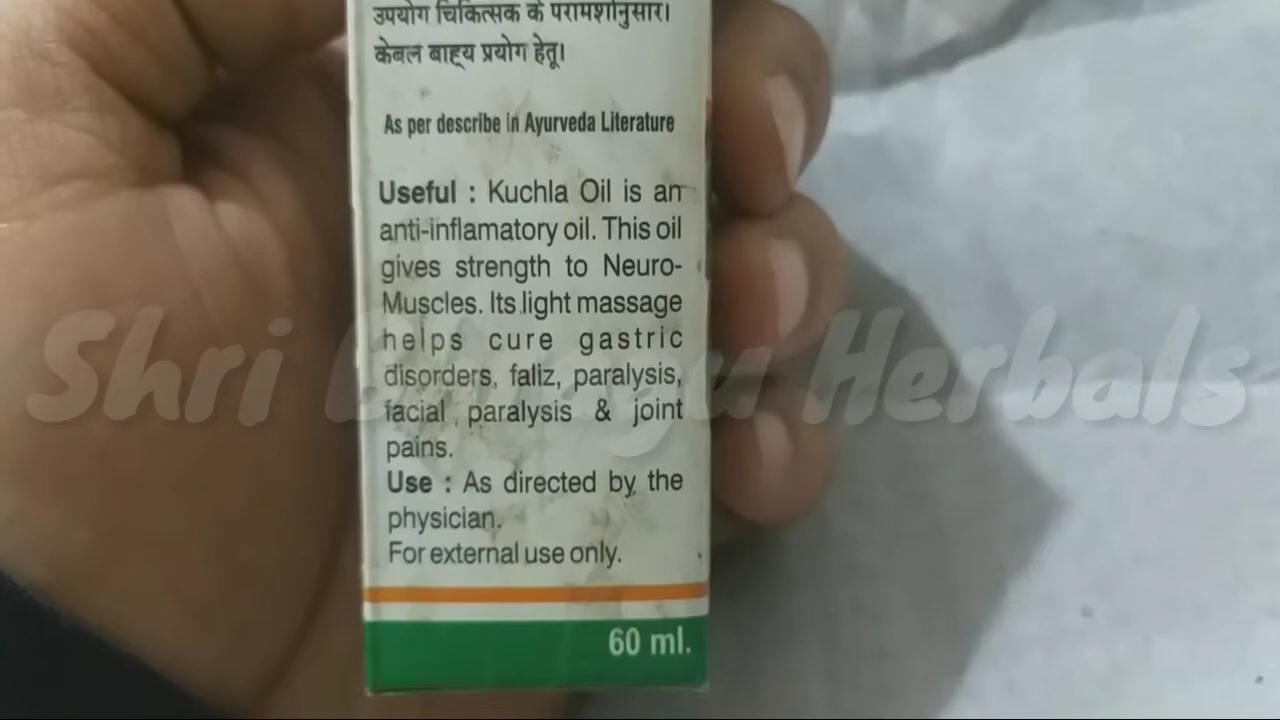 उपयोग चिकित्सक के परामर्शानुसार।
केबल बाह्य प्रयोग हेतू।
As per describe in Ayurveda Literature
Useful : Kuchla Oil is an
anti-inflamatory oil. This oil
gives strength to Neuro-
Muscles. Its light massage
helps cure gastric
disorders, faliz, paralysis,
facial paralysis & joint
pains.
Use : As directed by the
physician.
For external use only.
60 ml.
Shri Herbals